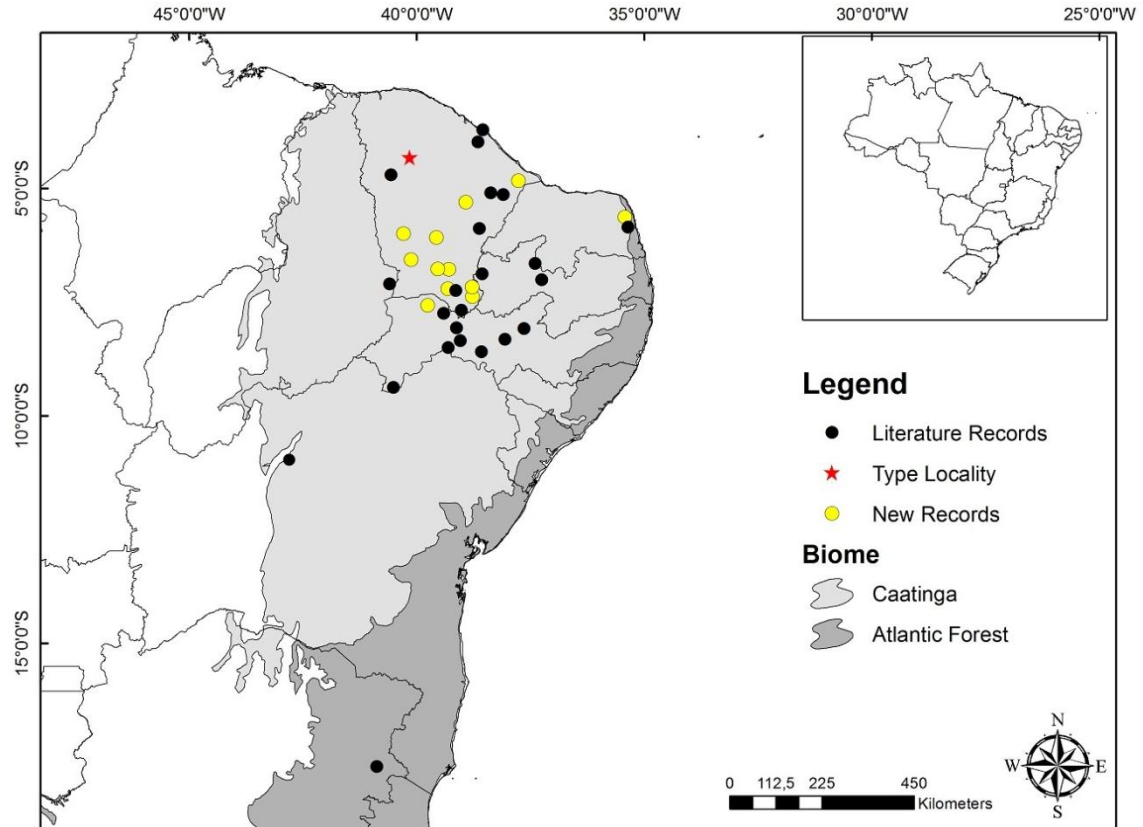 45°0'0"W
40°0'0"W
35°0'0"W
30°0'0"W
25°0'0"W
5°0'0"S
10°0'0"S
15°0'0"S
Legend
Literature Records
Type Locality
New Records
Biome
Caatinga
Atlantic Forest
N
W
E
S
0 112,5 225 450
Kilometers